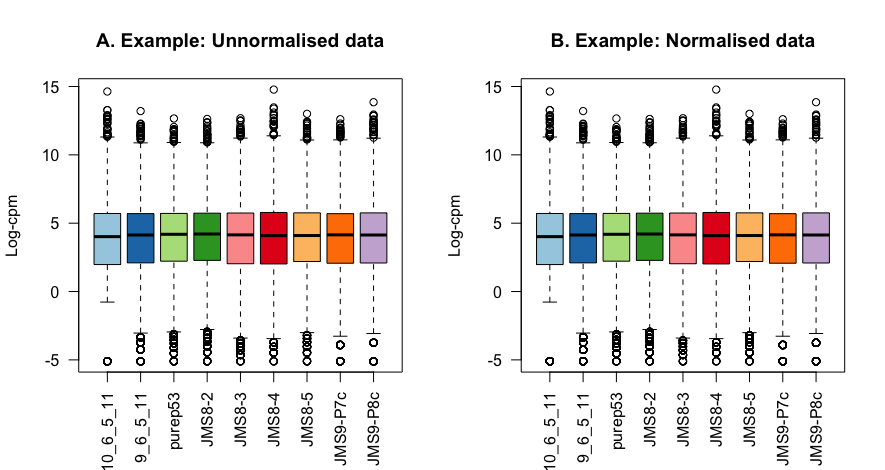 A. Example: Unnormalised data
Log-cpm
15
10
5
0
-5
10_6_5_11
9_6_5_11
purep53
JMS8-2
JMS8-3
JMS8-4
JMS8-5
JMS9-P7c
JMS9-P8c
B. Example: Normalised data
Log-cpm
15
10
5
0
-5
10_6_5_11
9_6_5_11
purep53
JMS8-2
JMS8-3
JMS8-4
JMS8-5
JMS9-P7c
JMS9-P8c